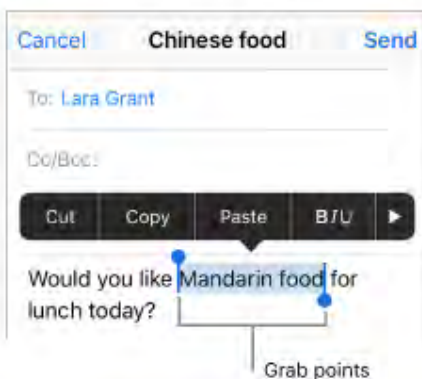 Cancel Chinese food Send
To: Lara Grant
Cc/Bcc:
Cut Copy Paste BIU
Would you like Mandarin food for
lunch today?
Grab points